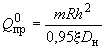 Q⁰пр = mRh² / 0,95ξDн